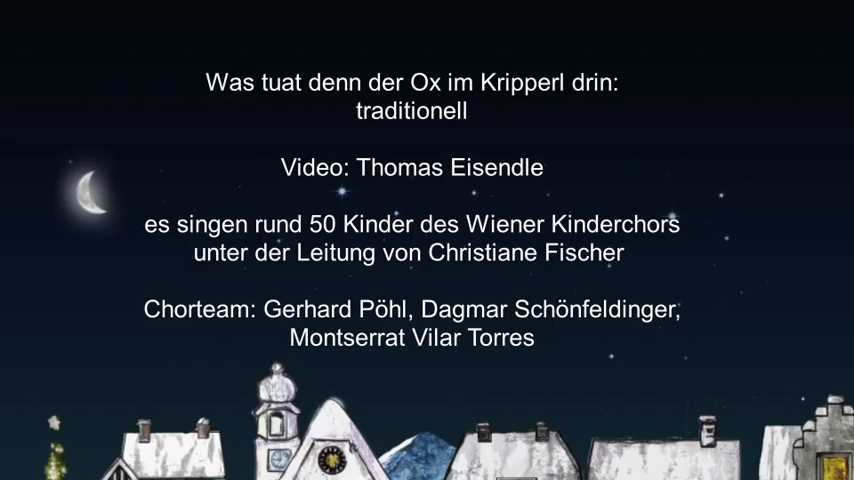 Was tuat denn der Ox im Kripperl drin:
traditionell
Video: Thomas Eisendle
es singen rund 50 Kinder des Wiener Kinderchors
unter der Leitung von Christiane Fischer
Chorteam: Gerhard Pöhl, Dagmar Schönfeldinger,
Montserrat Vilar Torres